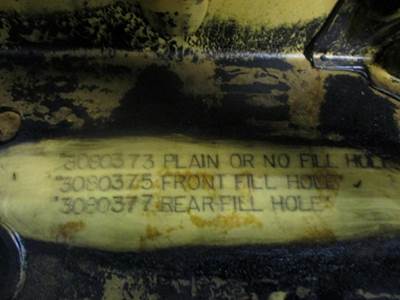 3080373 PLAIN OR NO FILL HOLE
3080375 FRONT FILL HOLE
3080377 REAR FILL HOLE